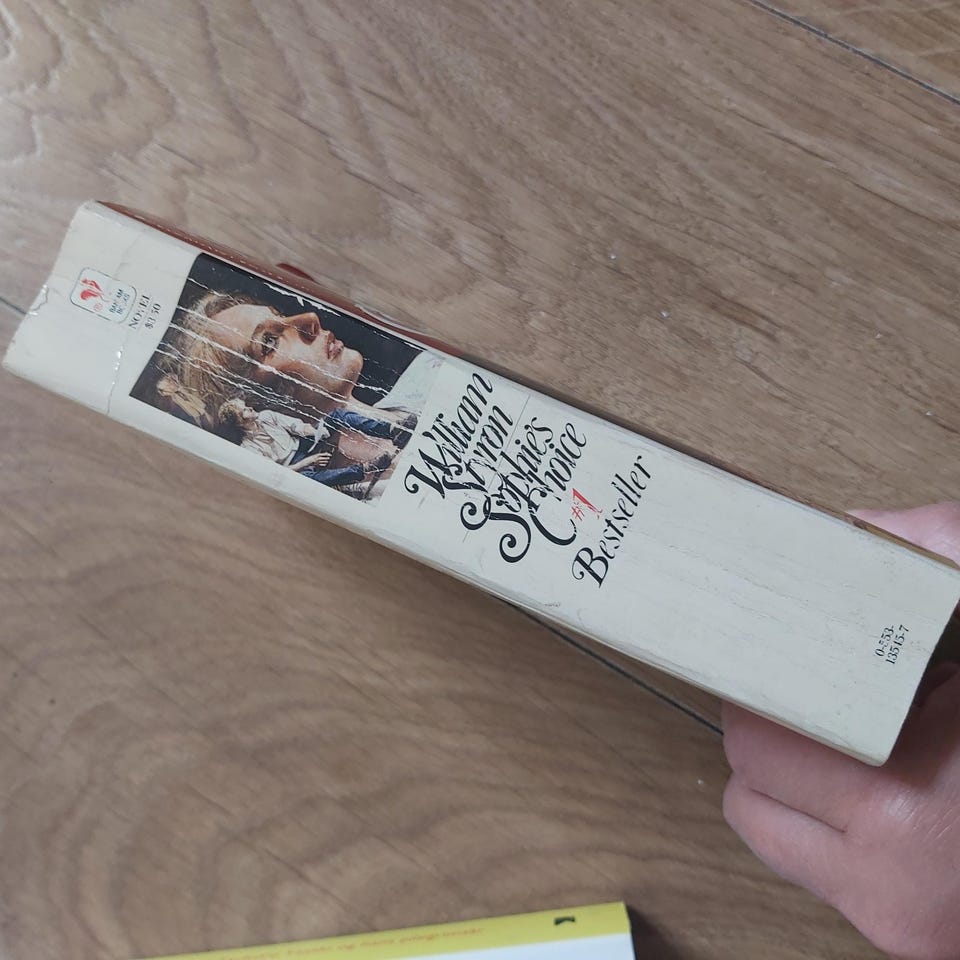 BANTAM
BOOKS
NOVEL
$3.50
William
Styron
Sophie's
Choice
#1
Bestseller
0-553-
13545-7